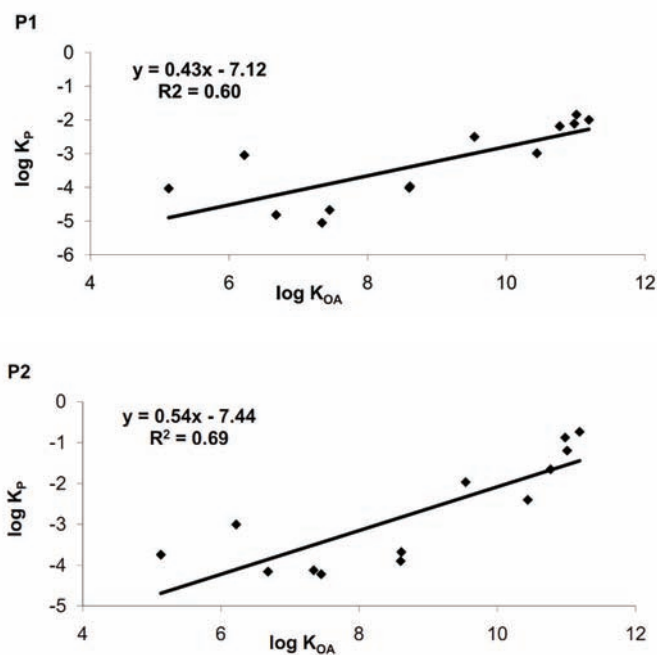 P1
0
-1
-2
-3
-4
-5
-6
log Kₚ
y = 0.43x - 7.12
R2 = 0.60
4 6 8 10 12
log K_OA
P2
0
-1
-2
-3
-4
-5
log Kₚ
y = 0.54x - 7.44
R² = 0.69
4 6 8 10 12
log K_OA